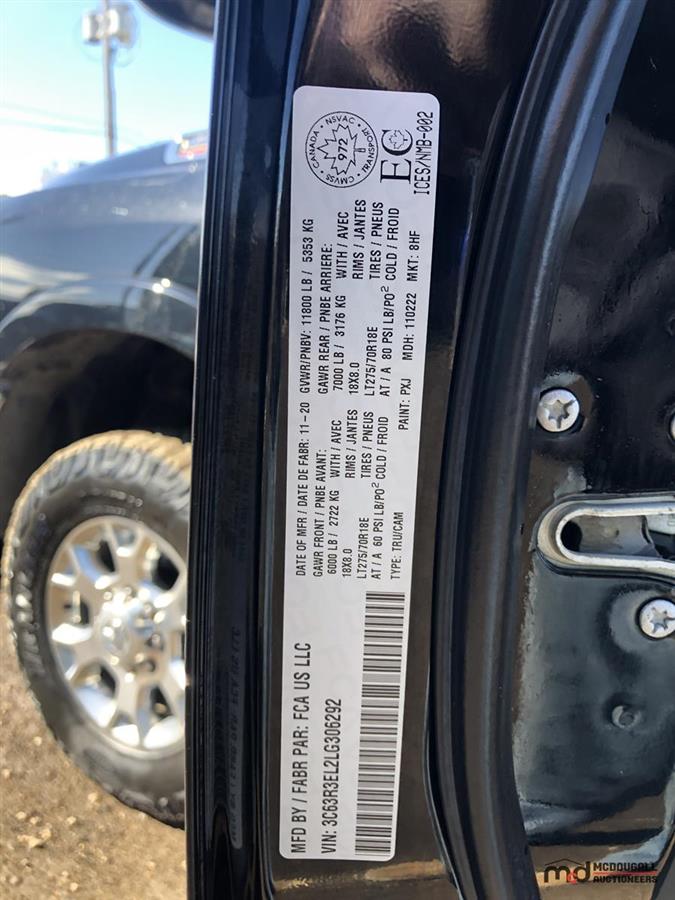 MFD BY / FABR PAR: FCA US LLC
VIN: 3C63R3EL2LG306292
DATE OF MFR / DATE DE FABR: 11-20 GVWR/PNBV: 11800 LB / 5353 KG
GAWR FRONT / PNBE AVANT: GAWR REAR / PNBE ARRIERE:
6000 LB / 2722 KG WITH / AVEC 7000 LB / 3176 KG WITH / AVEC
18X8.0 RIMS / JANTES 18X8.0 RIMS / JANTES
LT275/70R18E TIRES / PNEUS LT275/70R18E TIRES / PNEUS
AT / A 60 PSI LB/PO² COLD / FROID AT / A 80 PSI LB/PO² COLD / FROID
TYPE: TRU/CAM PAINT: PXJ MDH: 110222 MKT: 8HF
CANADA NSVAC TRANSPORT CMVSS
972
EC
ICES/NMB-002
md MCDOUGALL
AUCTIONEERS